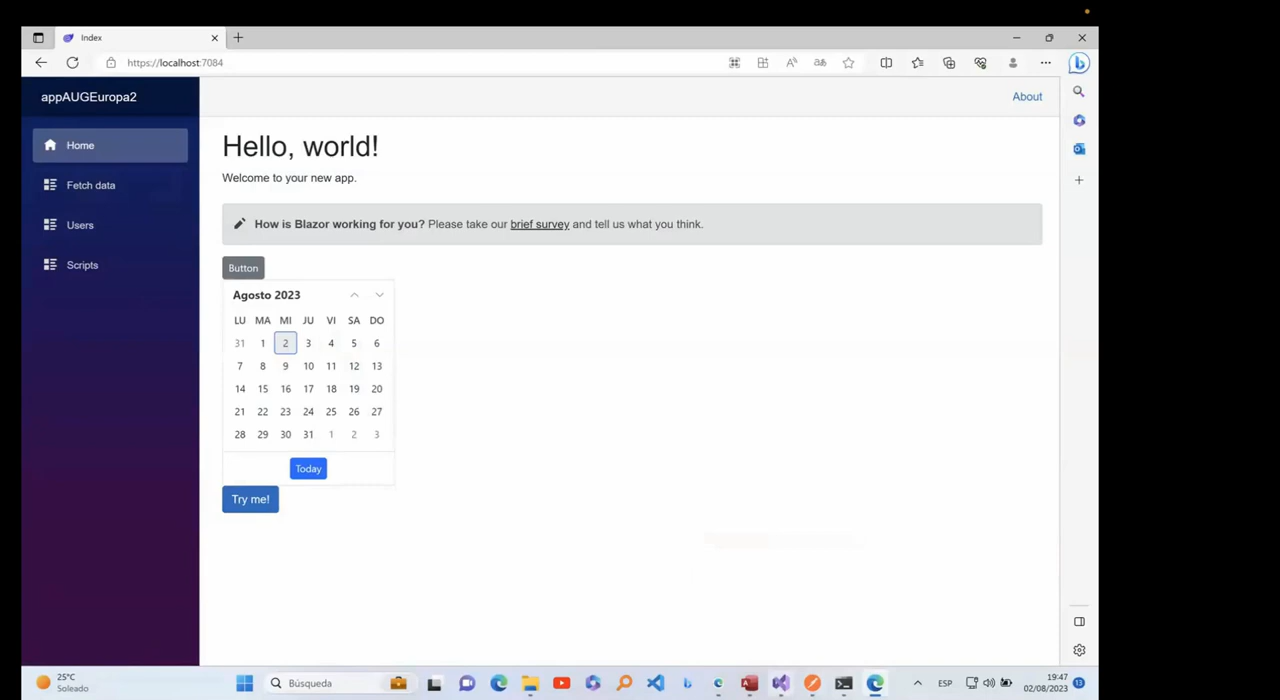 Index
https://localhost:7084
appAUGEuropa2
About
Home
Fetch data
Users
Scripts
Hello, world!
Welcome to your new app.
How is Blazor working for you? Please take our brief survey and tell us what you think.
Button
Agosto 2023
LU MA MI JU VI SA DO
31 1 2 3 4 5 6
7 8 9 10 11 12 13
14 15 16 17 18 19 20
21 22 23 24 25 26 27
28 29 30 31 1 2 3
Today
Try me!
25°C
Soleado
Búsqueda
ESP
19:47
02/08/2023
13